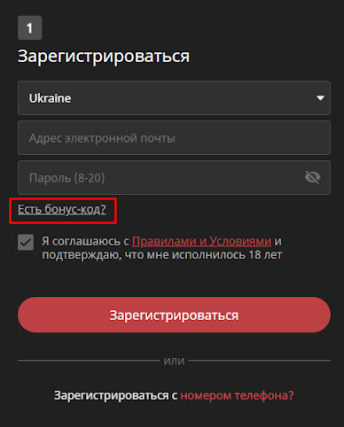 1
Зарегистрироваться
Ukraine
Адрес электронной почты
Пароль (8-20)
Есть бонус-код?
Я соглашаюсь с Правилами и Условиями и
подтверждаю, что мне исполнилось 18 лет
Зарегистрироваться
или
Зарегистрироваться с номером телефона?